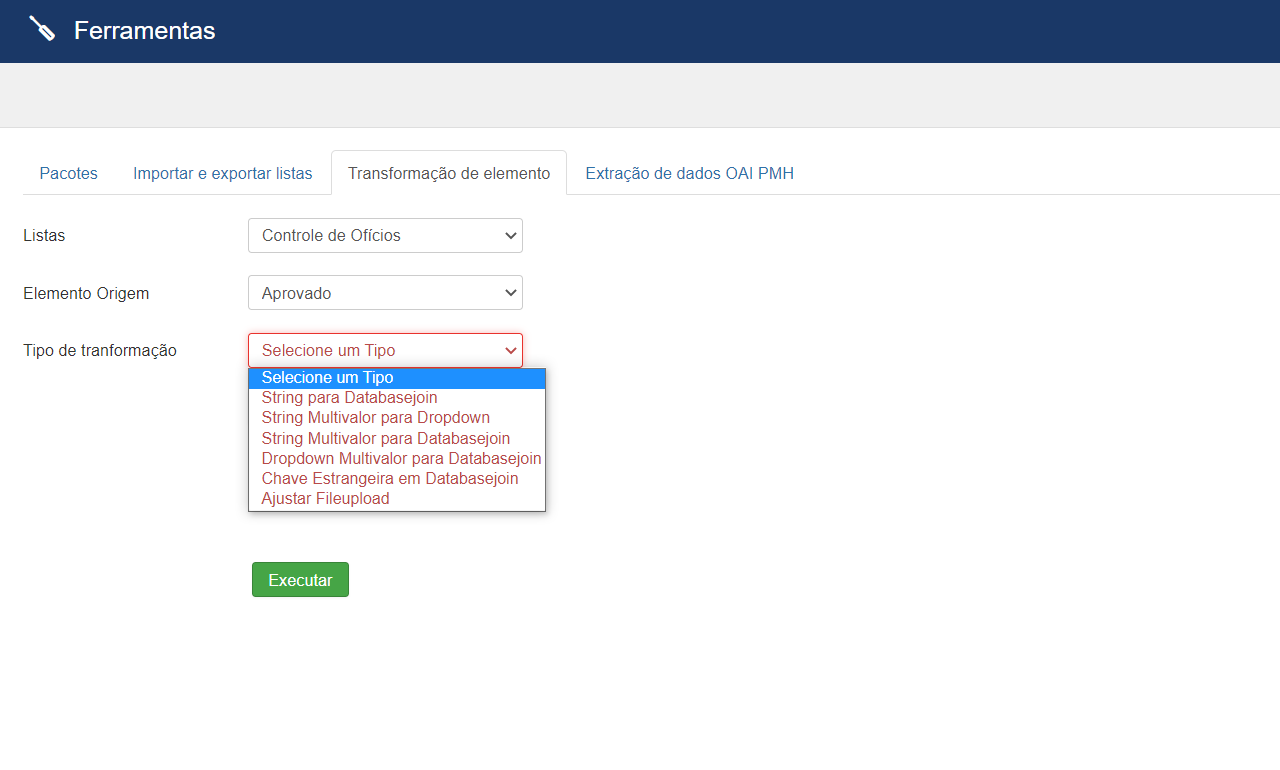 Ferramentas
Pacotes
Importar e exportar listas
Transformação de elemento
Extração de dados OAI PMH
Listas
Controle de Ofícios
Elemento Origem
Aprovado
Tipo de tranformação
Selecione um Tipo
Selecione um Tipo
String para Databasejoin
String Multivalor para Dropdown
String Multivalor para Databasejoin
Dropdown Multivalor para Databasejoin
Chave Estrangeira em Databasejoin
Ajustar Fileupload
Executar